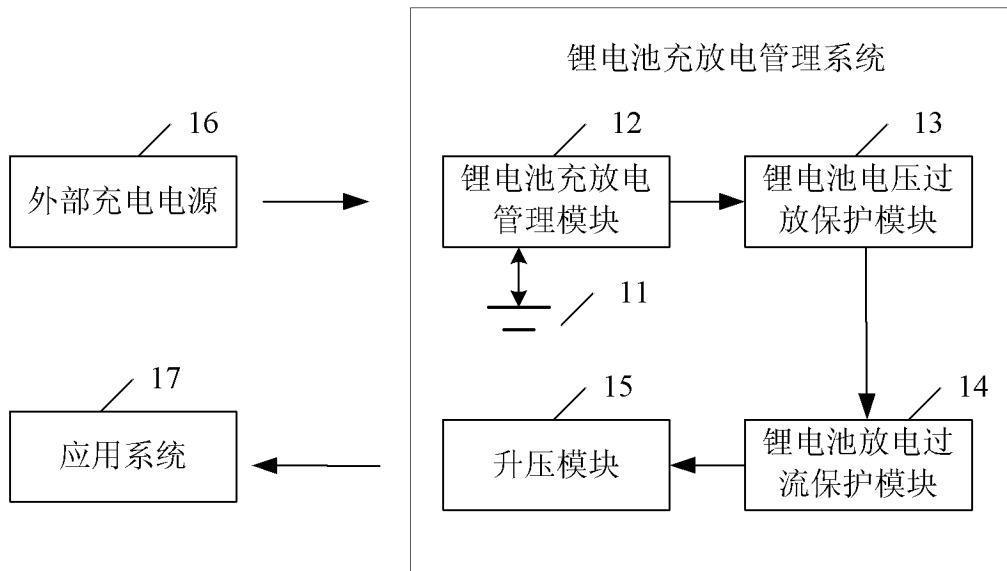 锂电池充放电管理系统
16
外部充电电源
12
锂电池充放电
管理模块
13
锂电池电压过
放保护模块
11
17
应用系统
15
升压模块
14
锂电池放电过
流保护模块